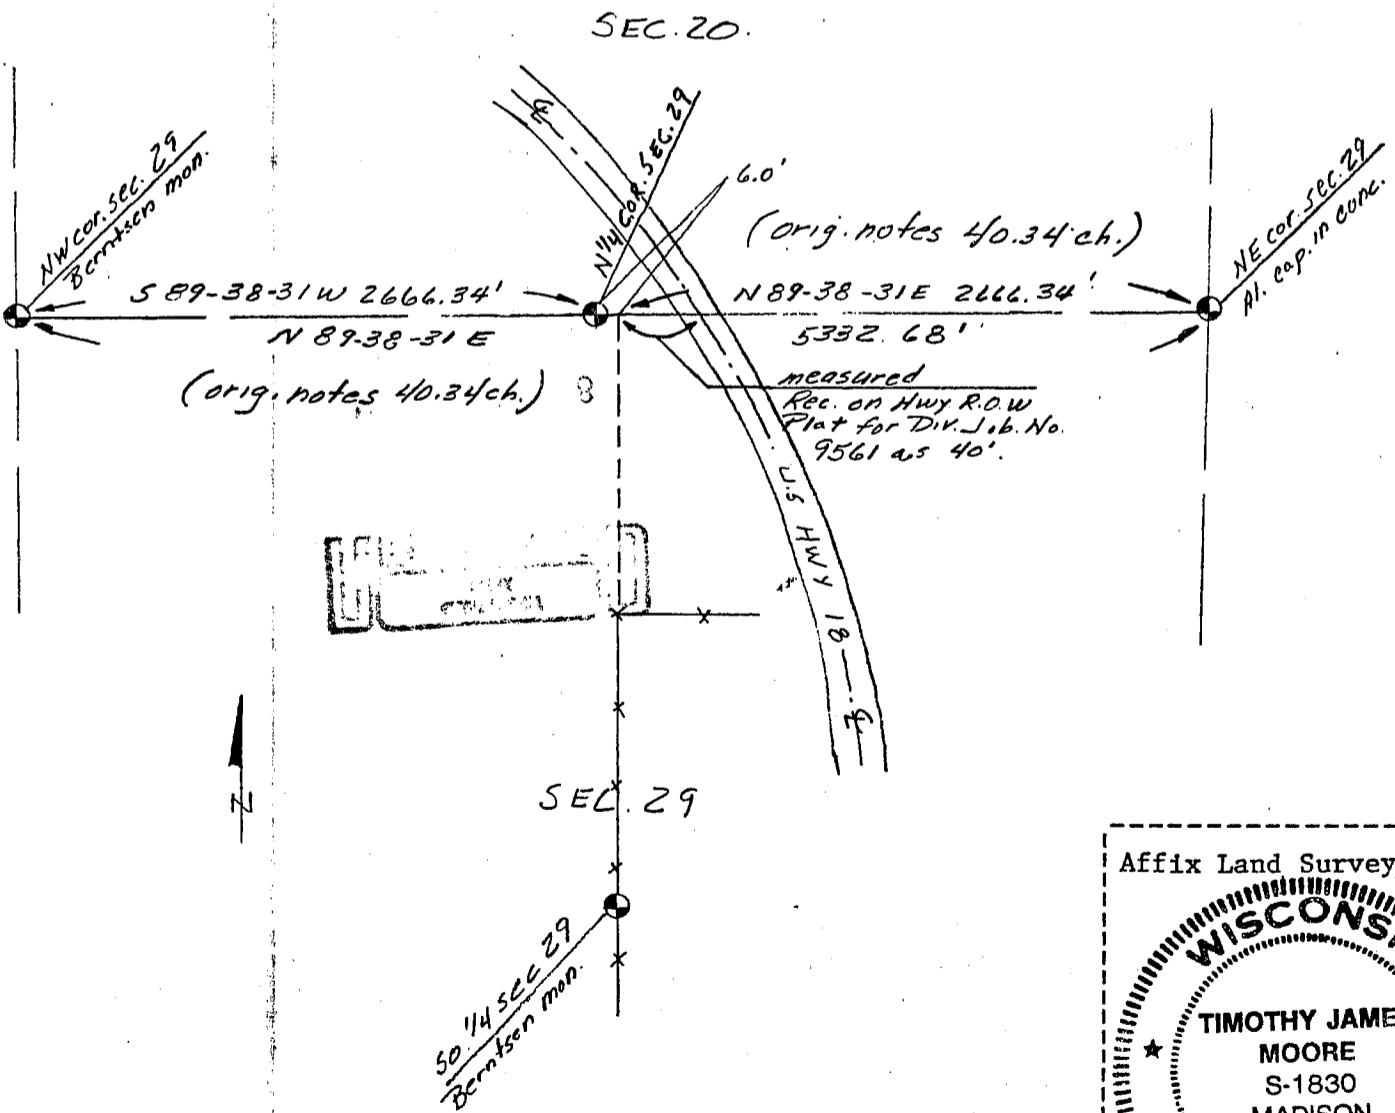 SEC. 20.
NW cor. sec. 29
Berntsen mon.
N 1/4 COR. SEC. 29
6.0'
(orig. notes 40.34 ch.)
NE cor. sec. 29
Al. cap. in conc.
S 89-38-31 W 2666.34'
N 89-38-31 E 2666.34'
N 89-38-31 E
5332.68'
(orig. notes 40.34 ch.)
measured
Rec. on Hwy R.O.W
Plat for Div. Job. No.
9561 as 40'.
U.S HWY 18
N
SEC. 29
SO. 1/4 SEC 29
Berntsen mon.
Affix Land Survey
WISCONS
TIMOTHY JAME
MOORE
S-1830
MADISON